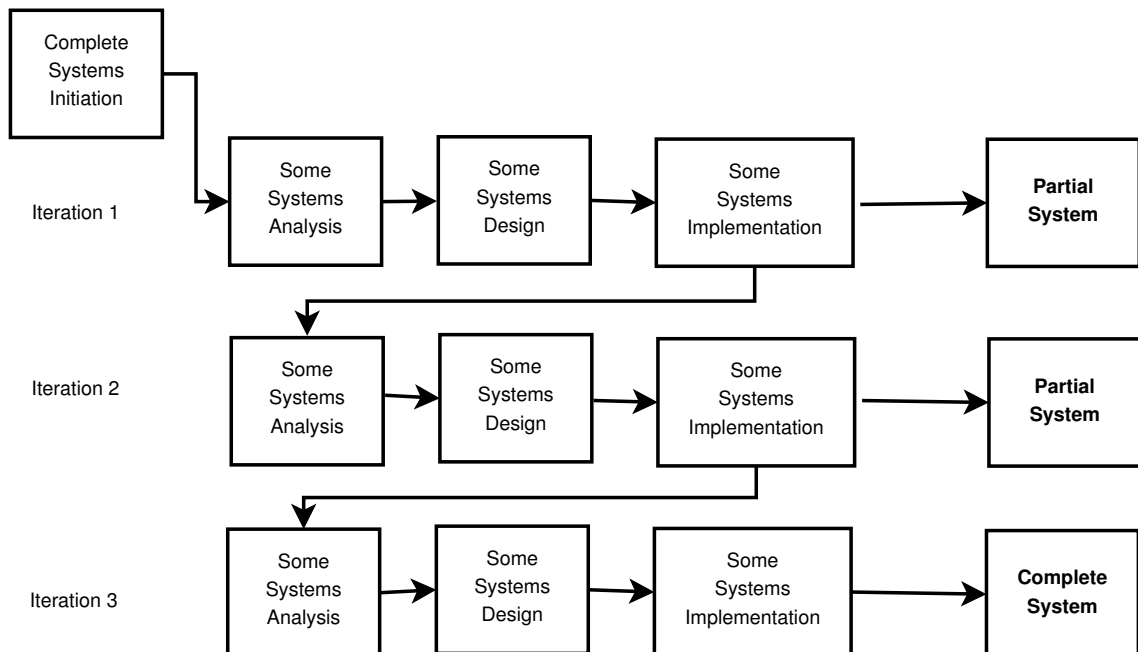 Complete
Systems
Initiation
Iteration 1
Some
Systems
Analysis
Some
Systems
Design
Some
Systems
Implementation
Partial
System
Iteration 2
Some
Systems
Analysis
Some
Systems
Design
Some
Systems
Implementation
Partial
System
Iteration 3
Some
Systems
Analysis
Some
Systems
Design
Some
Systems
Implementation
Complete
System